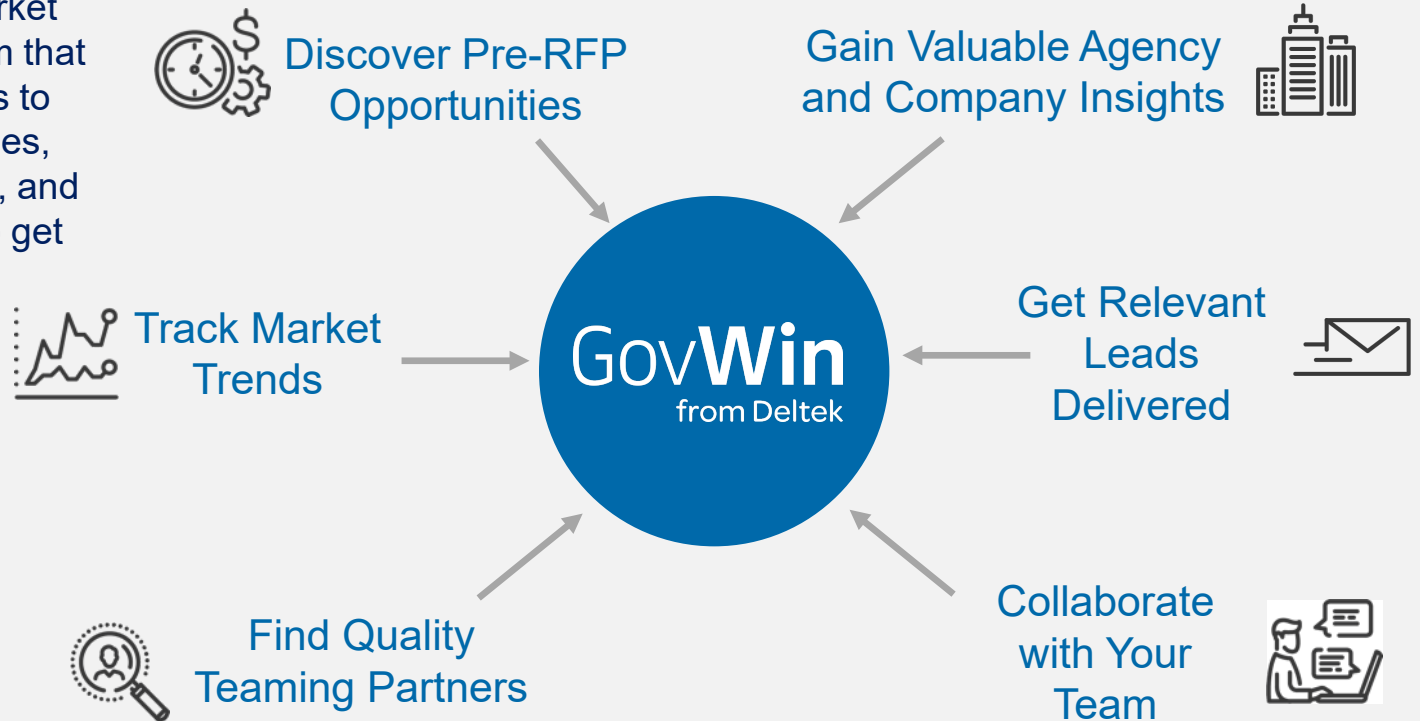 rket
that
s to
es,
, and
get
Discover Pre-RFP
Opportunities
Gain Valuable Agency
and Company Insights
Track Market
Trends
GovWin
from Deltek
Get Relevant
Leads
Delivered
Find Quality
Teaming Partners
Collaborate
with Your
Team